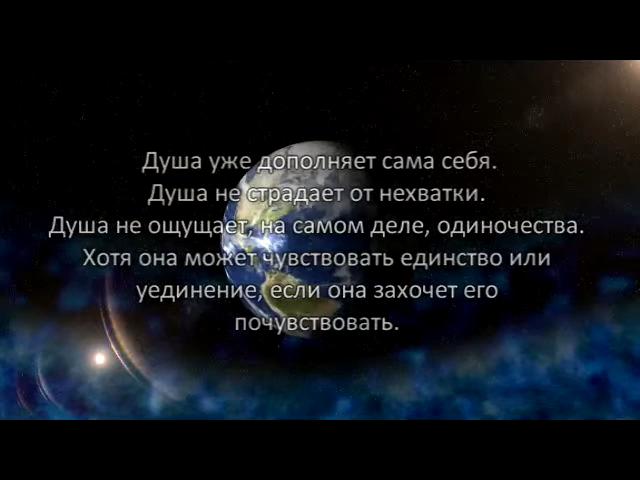 Душа уже дополняет сама себя.
Душа не страдает от нехватки.
Душа не ощущает, на самом деле, одиночества.
Хотя она может чувствовать единство или
уединение, если она захочет его
почувствовать.